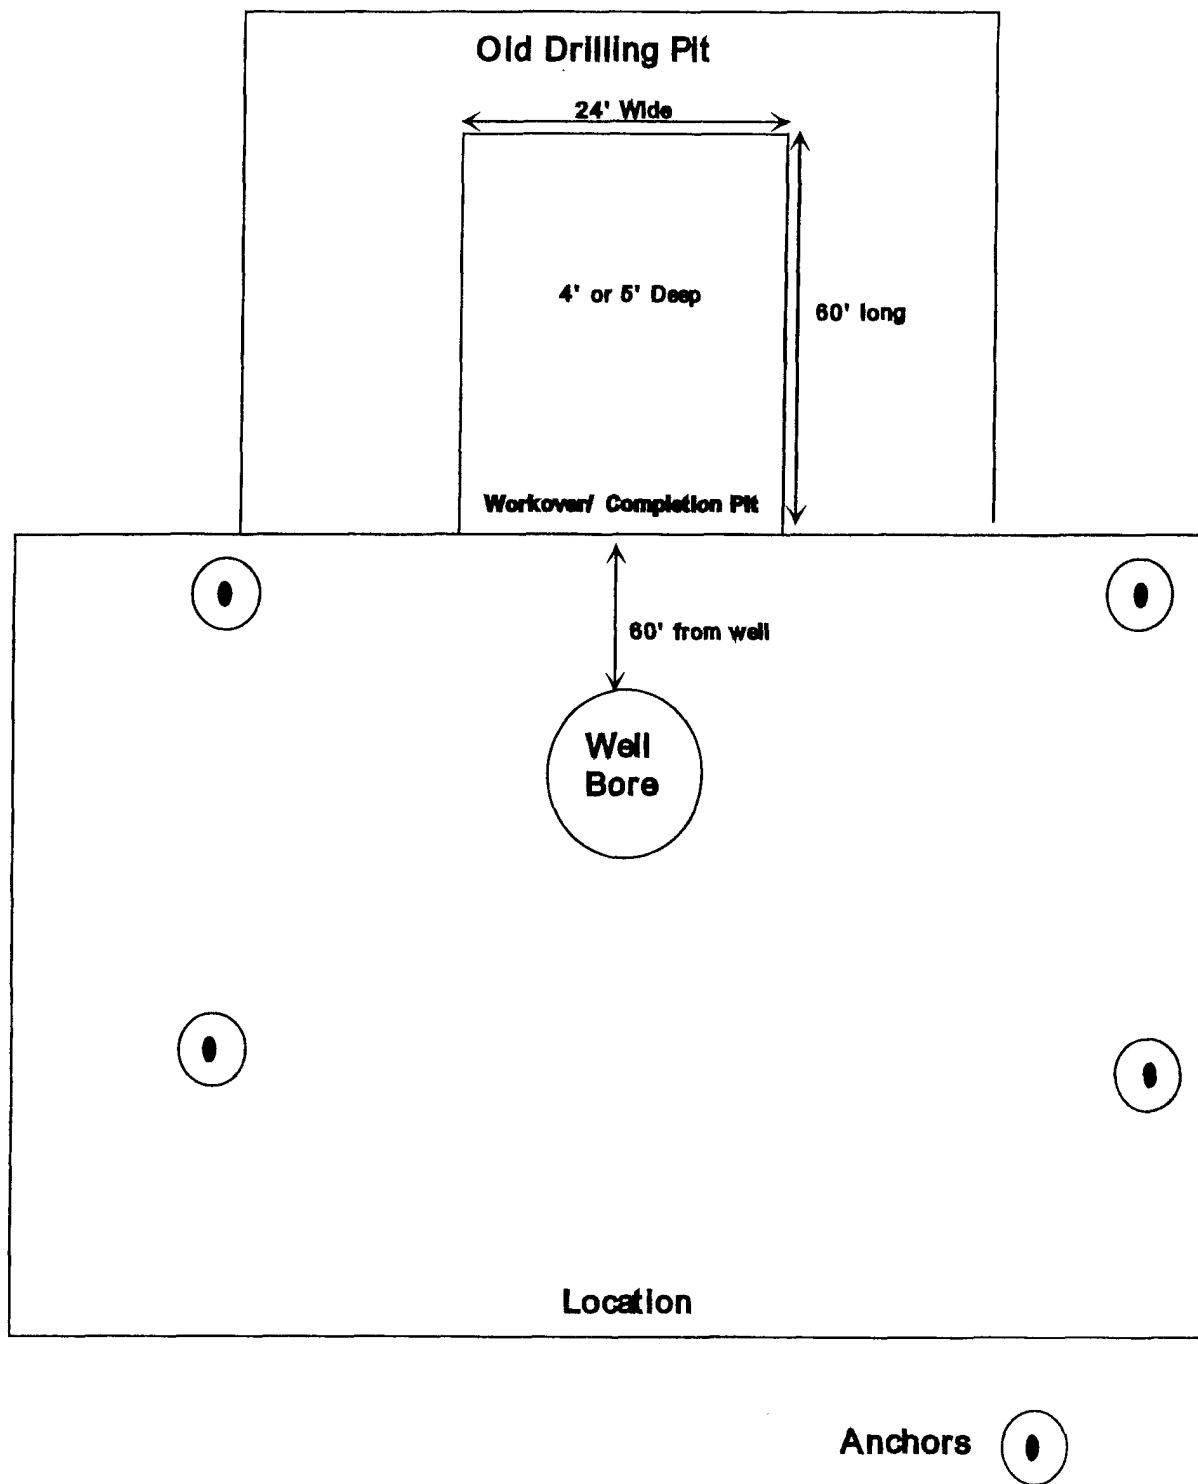 Old Drilling Pit
24' Wide
4' or 5' Deep
60' long
Workover/ Completion Pit
60' from well
Well
Bore
Location
Anchors